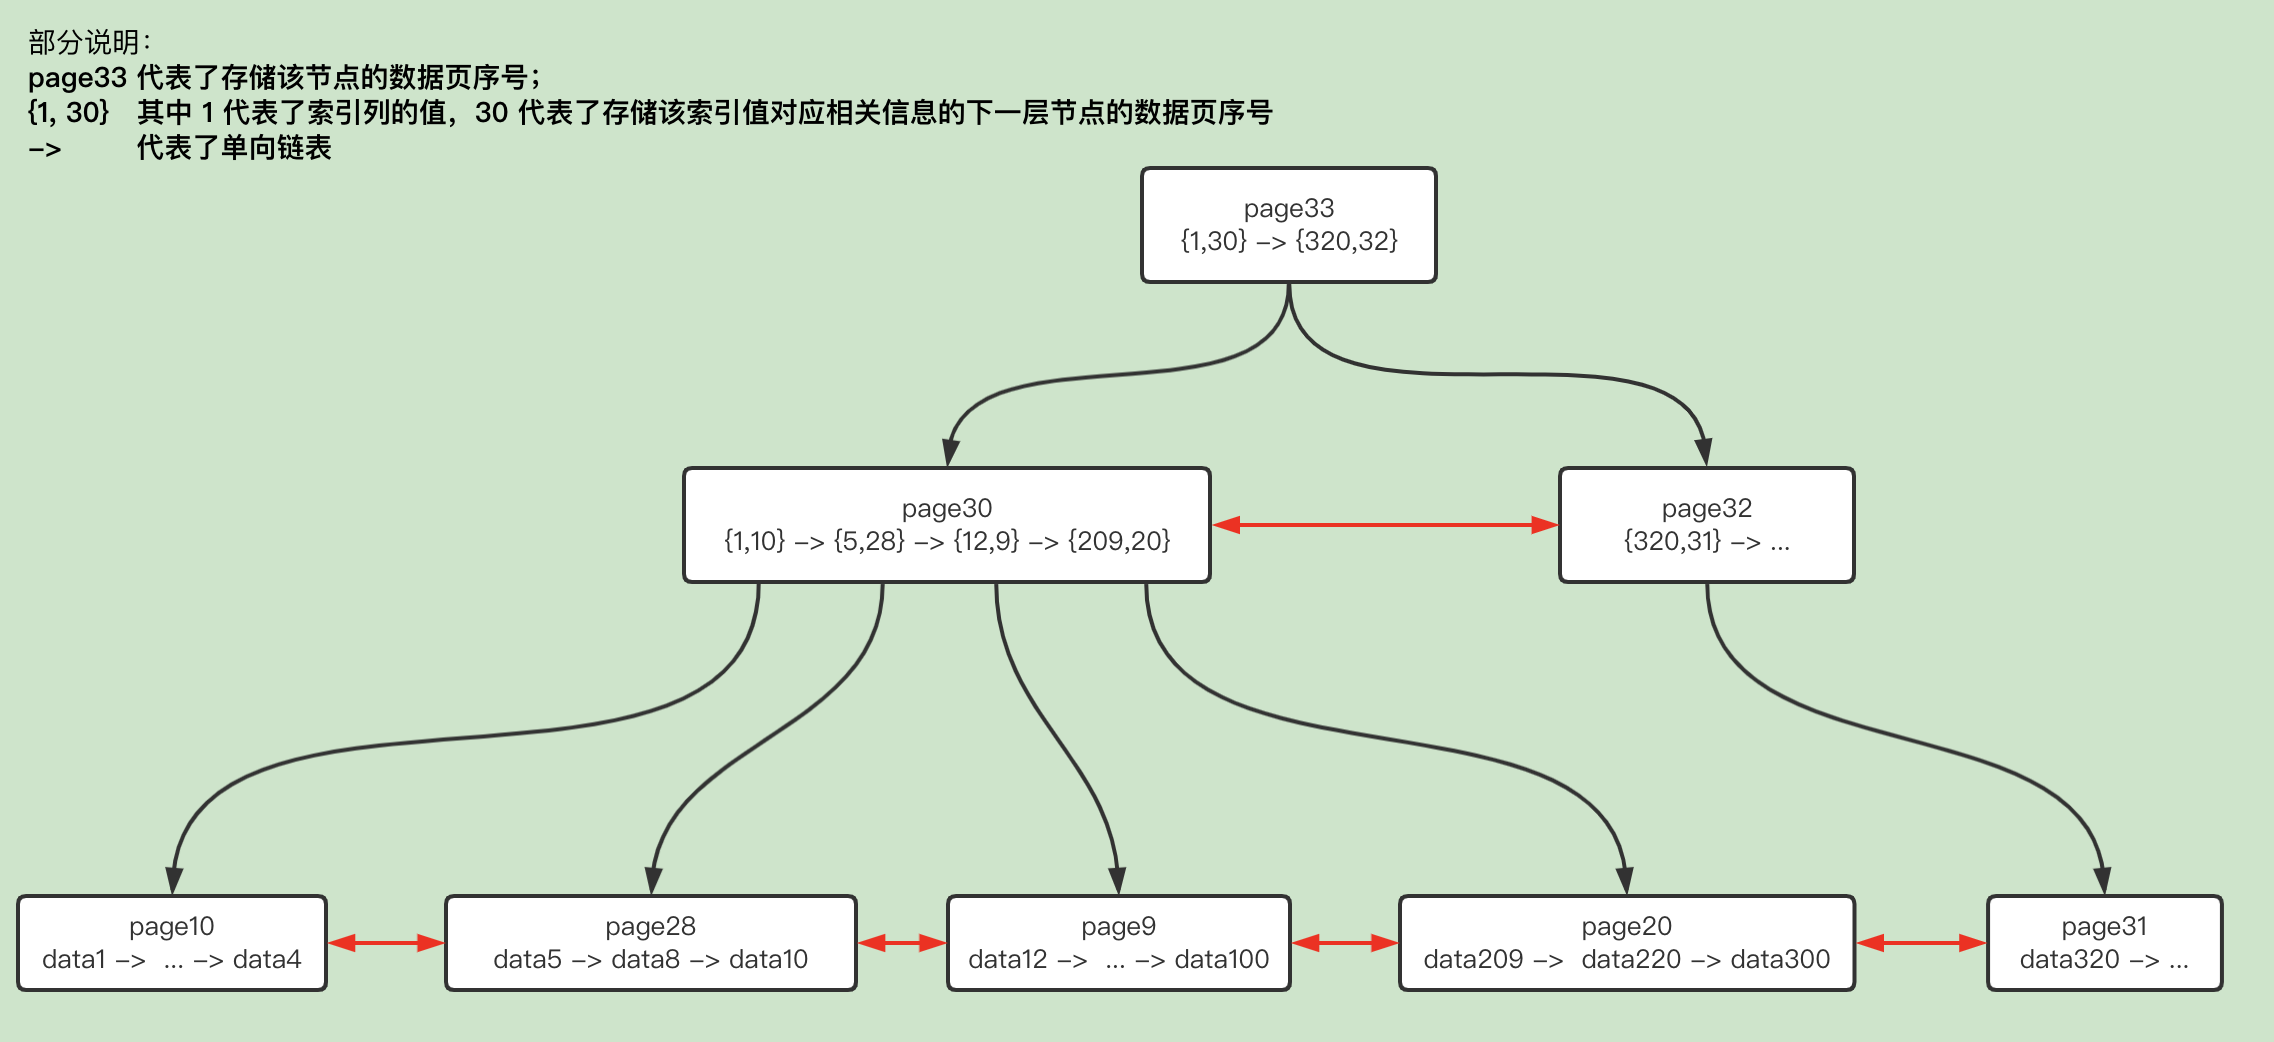 部分说明：
page33 代表了存储该节点的数据页序号；
{1, 30} 其中 1 代表了索引列的值，30 代表了存储该索引值对应相关信息的下一层节点的数据页序号
–> 代表了单向链表
page33
{1,30} –> {320,32}
page30
{1,10} –> {5,28} –> {12,9} –> {209,20}
page32
{320,31} –> ...
page10
data1 –> ... –> data4
page28
data5 –> data8 –> data10
page9
data12 –> ... –> data100
page20
data209 –> data220 –> data300
page31
data320 –> ...